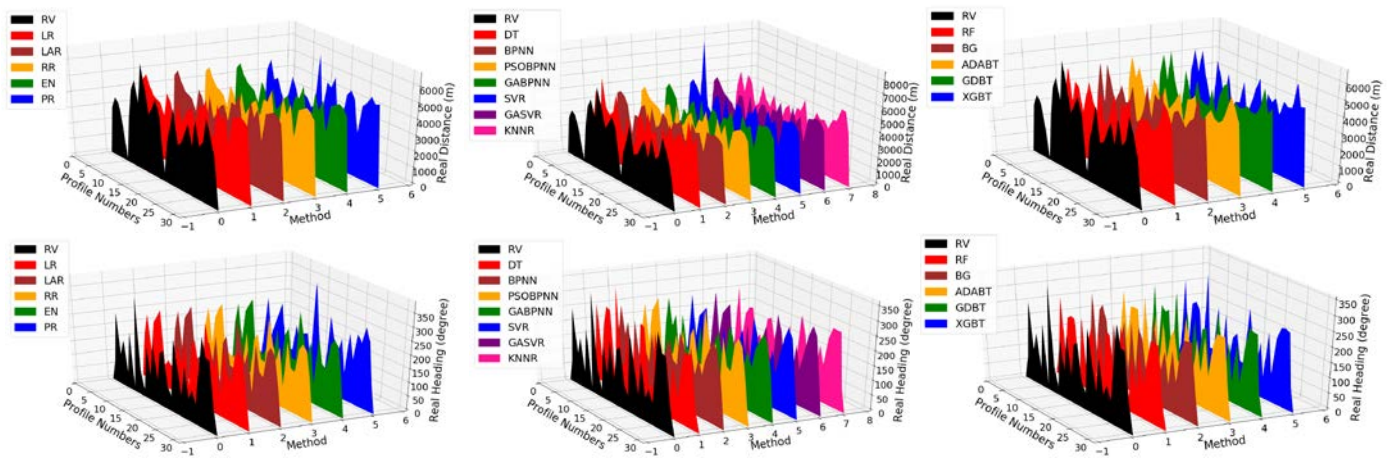 RV
LR
LAR
RR
EN
PR
0
5
10
15
20
25
30
Profile Numbers
−1
0
1
2
3
4
5
6
Method
0
1000
2000
3000
4000
5000
6000
Real Distance (m)
RV
DT
BPNN
PSOBPNN
GABPNN
SVR
GASVR
KNNR
0
5
10
15
20
25
30
Profile Numbers
−1
0
1
2
3
4
5
6
7
8
Method
0
1000
2000
3000
4000
5000
6000
7000
8000
Real Distance (m)
RV
RF
BG
ADABT
GDBT
XGBT
0
5
10
15
20
25
30
Profile Numbers
−1
0
1
2
3
4
5
6
Method
0
1000
2000
3000
4000
5000
6000
Real Distance (m)
RV
LR
LAR
RR
EN
PR
0
5
10
15
20
25
30
Profile Numbers
−1
0
1
2
3
4
5
6
Method
0
50
100
150
200
250
300
350
Real Heading (degree)
RV
DT
BPNN
PSOBPNN
GABPNN
SVR
GASVR
KNNR
0
5
10
15
20
25
30
Profile Numbers
−1
0
1
2
3
4
5
6
7
8
Method
0
50
100
150
200
250
300
350
Real Heading (degree)
RV
RF
BG
ADABT
GDBT
XGBT
0
5
10
15
20
25
30
Profile Numbers
−1
0
1
2
3
4
5
6
Method
0
50
100
150
200
250
300
350
Real Heading (degree)